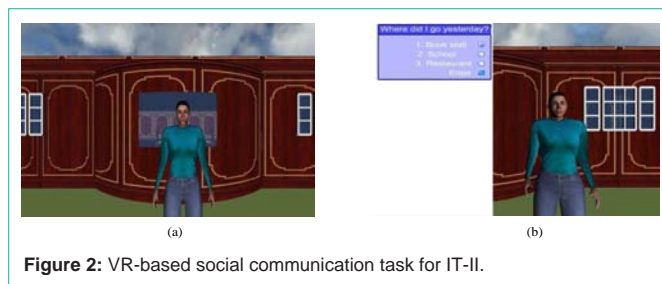 Where did I go yesterday?
1. Book stall
2. School
3. Restaurant
Enter
(a)
(b)
Figure 2: VR-based social communication task for IT-II.